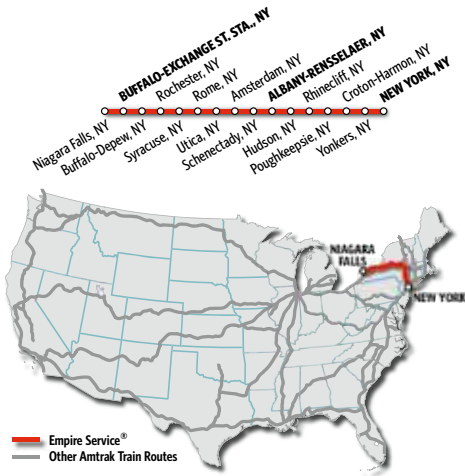 Niagara Falls, NY
BUFFALO-EXCHANGE ST. STA., NY
Buffalo-Depew, NY
Rochester, NY
Syracuse, NY
Rome, NY
Utica, NY
Amsterdam, NY
Schenectady, NY
ALBANY-RENSSELAER, NY
Hudson, NY
Rhinecliff, NY
Poughkeepsie, NY
Croton-Harmon, NY
Yonkers, NY
NEW YORK, NY
NIAGARA
FALLS
NEW YORK
Empire Service®
Other Amtrak Train Routes